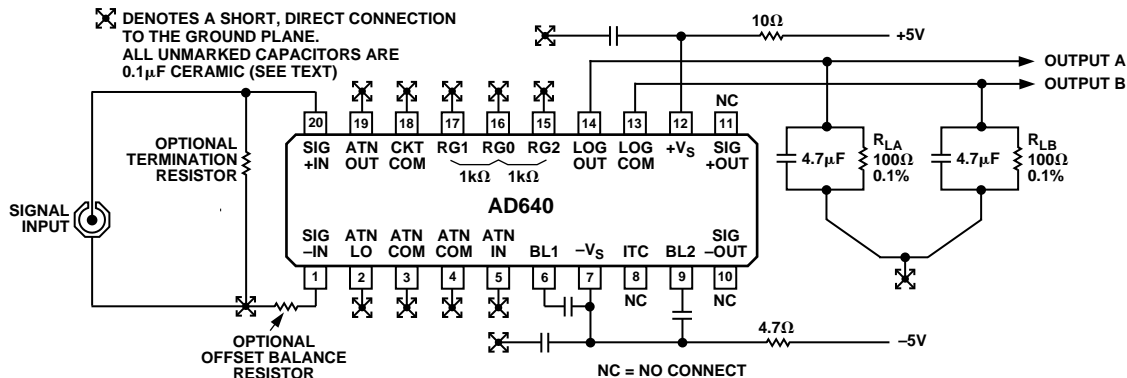 DENOTES A SHORT, DIRECT CONNECTION
TO THE GROUND PLANE.
ALL UNMARKED CAPACITORS ARE
0.1µF CERAMIC (SEE TEXT)
10Ω
+5V
OUTPUT A
OUTPUT B
NC
20 19 18 17 16 15 14 13 12 11
SIG +IN
ATN OUT
CKT COM
RG1
RG0
RG2
LOG OUT
LOG COM
+VS
SIG +OUT
1kΩ 1kΩ
AD640
OPTIONAL
TERMINATION
RESISTOR
SIGNAL
INPUT
4.7µF
RLA
100Ω
0.1%
4.7µF
RLB
100Ω
0.1%
SIG –IN
ATN LO
ATN COM
ATN COM
ATN IN
BL1
–VS
ITC
BL2
SIG –OUT
1 2 3 4 5 6 7 8 9 10
NC
NC
OPTIONAL
OFFSET BALANCE
RESISTOR
4.7Ω
–5V
NC = NO CONNECT